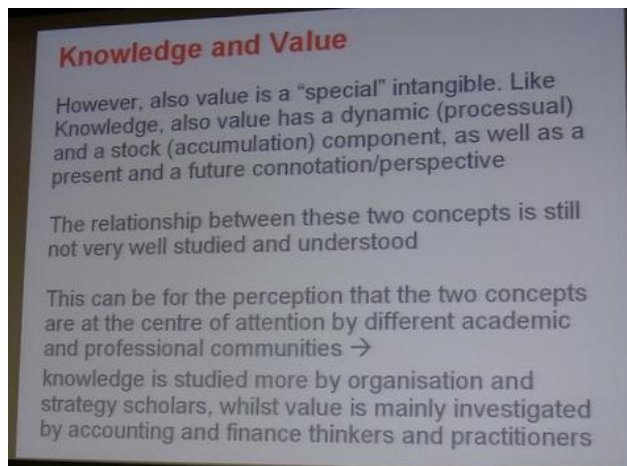 Knowledge and Value
However, also value is a “special” intangible. Like
Knowledge, also value has a dynamic (processual)
and a stock (accumulation) component, as well as a
present and a future connotation/perspective
The relationship between these two concepts is still
not very well studied and understood
This can be for the perception that the two concepts
are at the centre of attention by different academic
and professional communities →
knowledge is studied more by organisation and
strategy scholars, whilst value is mainly investigated
by accounting and finance thinkers and practitioners